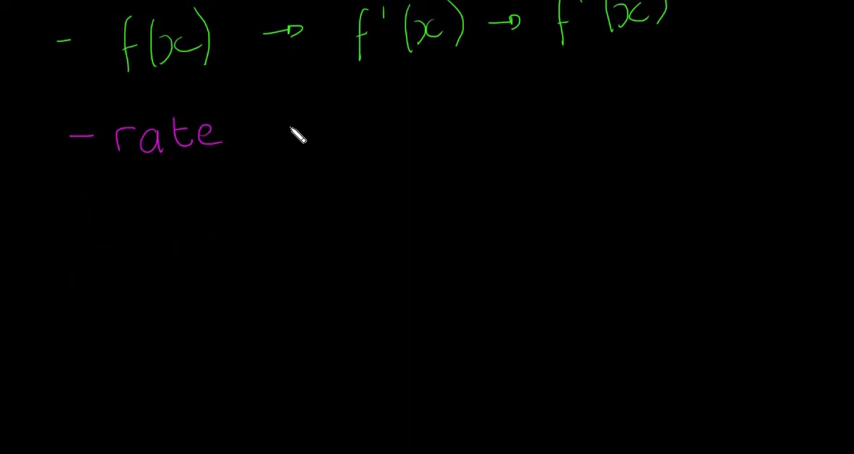 - f(x) → f'(x) → f'(x)
- rate